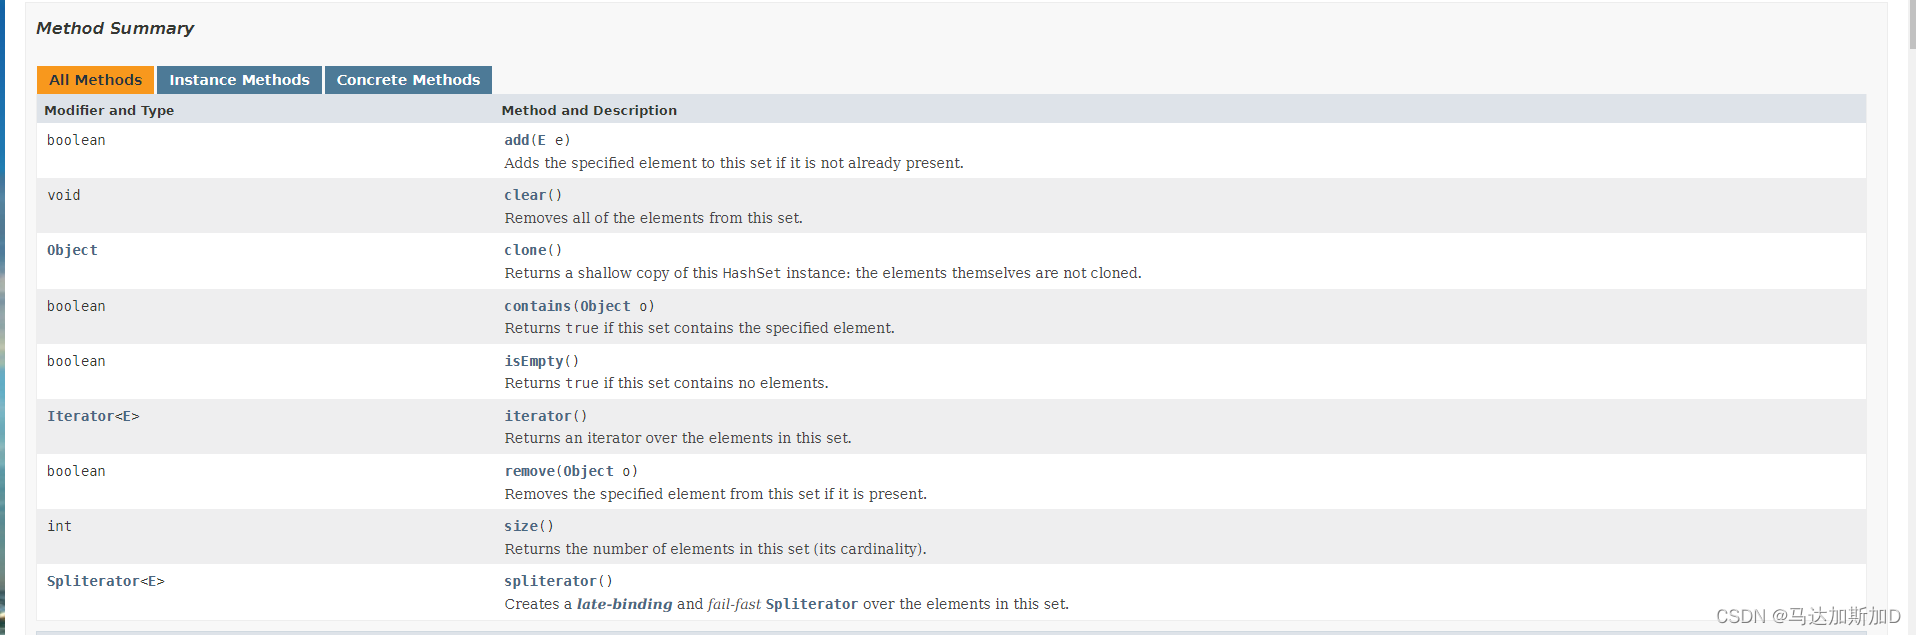 Method Summary
All Methods Instance Methods Concrete Methods
Modifier and Type Method and Description
boolean add(E e)
Adds the specified element to this set if it is not already present.
void clear()
Removes all of the elements from this set.
Object clone()
Returns a shallow copy of this HashSet instance: the elements themselves are not cloned.
boolean contains(Object o)
Returns true if this set contains the specified element.
boolean isEmpty()
Returns true if this set contains no elements.
Iterator<E> iterator()
Returns an iterator over the elements in this set.
boolean remove(Object o)
Removes the specified element from this set if it is present.
int size()
Returns the number of elements in this set (its cardinality).
Spliterator<E> spliterator()
Creates a late-binding and fail-fast Spliterator over the elements in this set.
CSDN @马达加斯加D